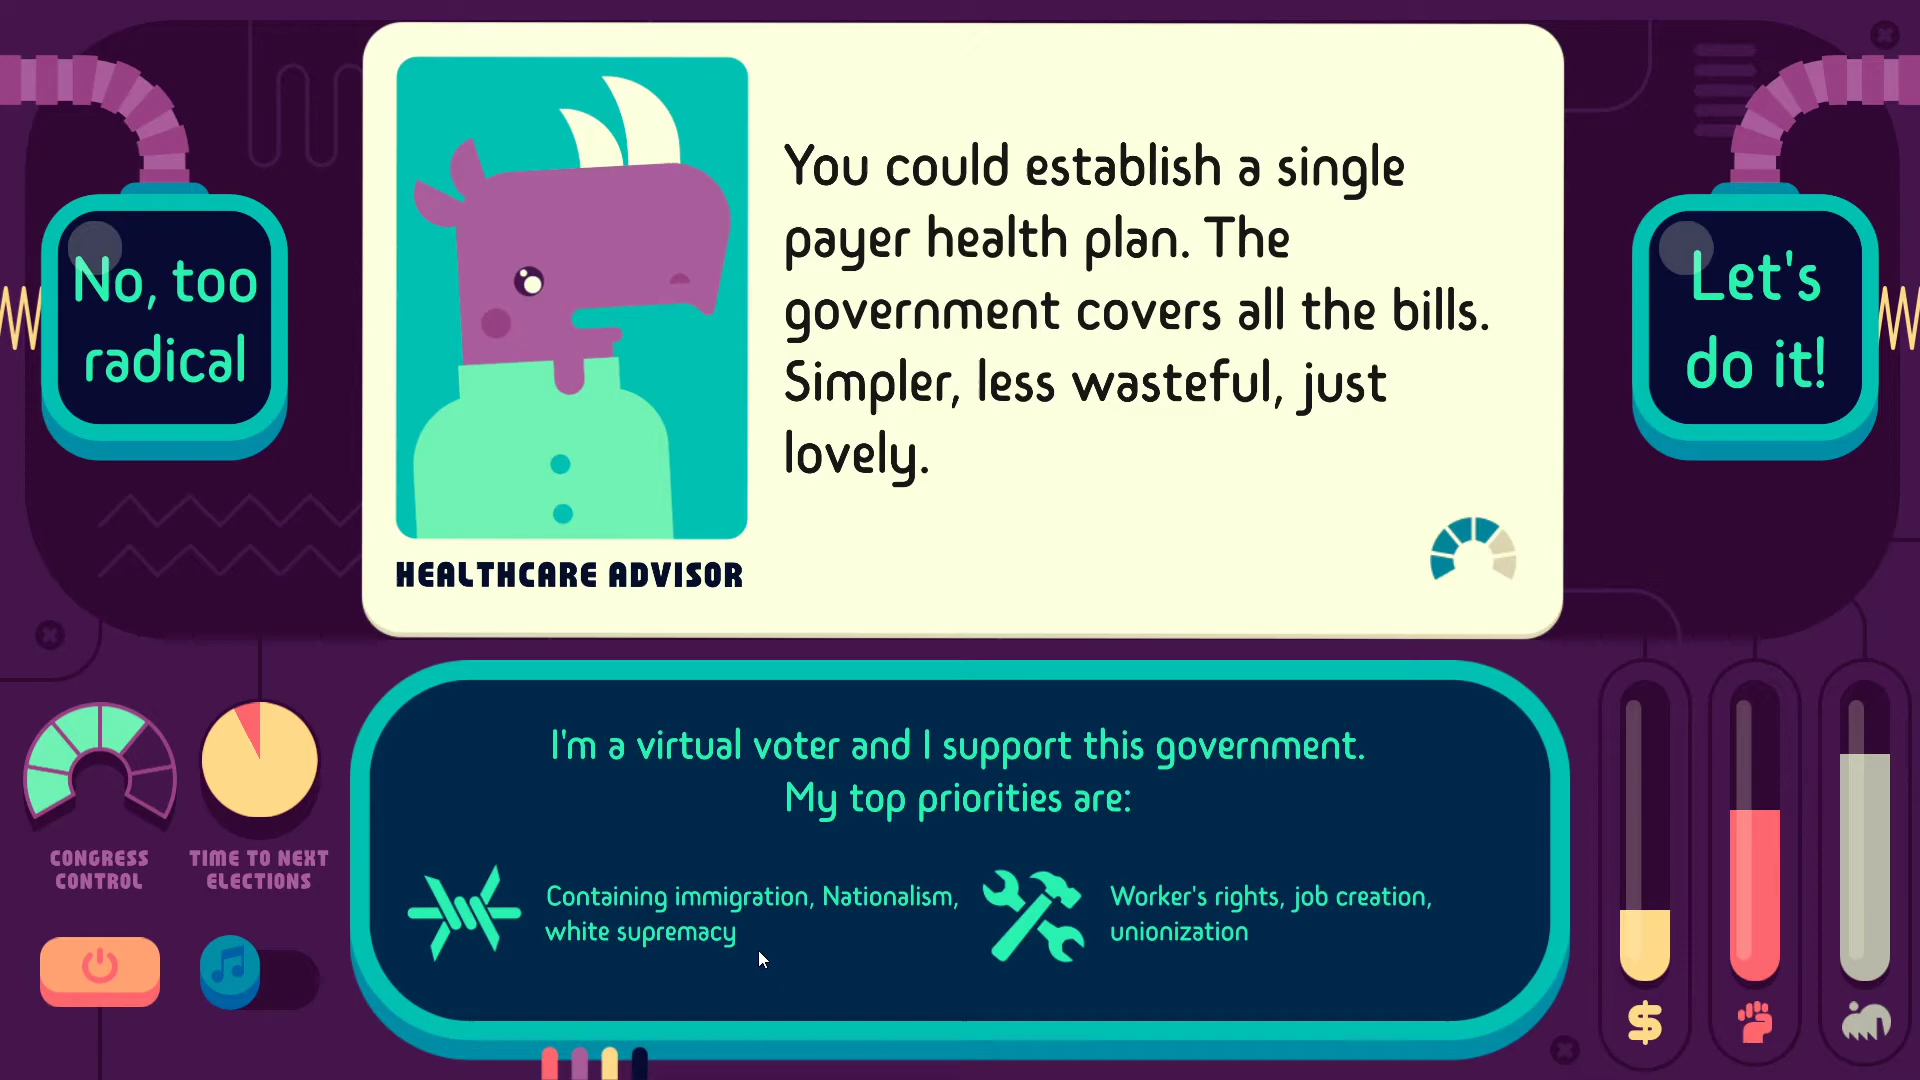 You could establish a single
payer health plan. The
government covers all the bills.
Simpler, less wasteful, just
lovely.
HEALTHCARE ADVISOR
No, too
radical
Let's
do it!
I'm a virtual voter and I support this government.
My top priorities are:
Containing immigration, Nationalism,
white supremacy
Worker's rights, job creation,
unionization
CONGRESS
CONTROL
TIME TO NEXT
ELECTIONS
$